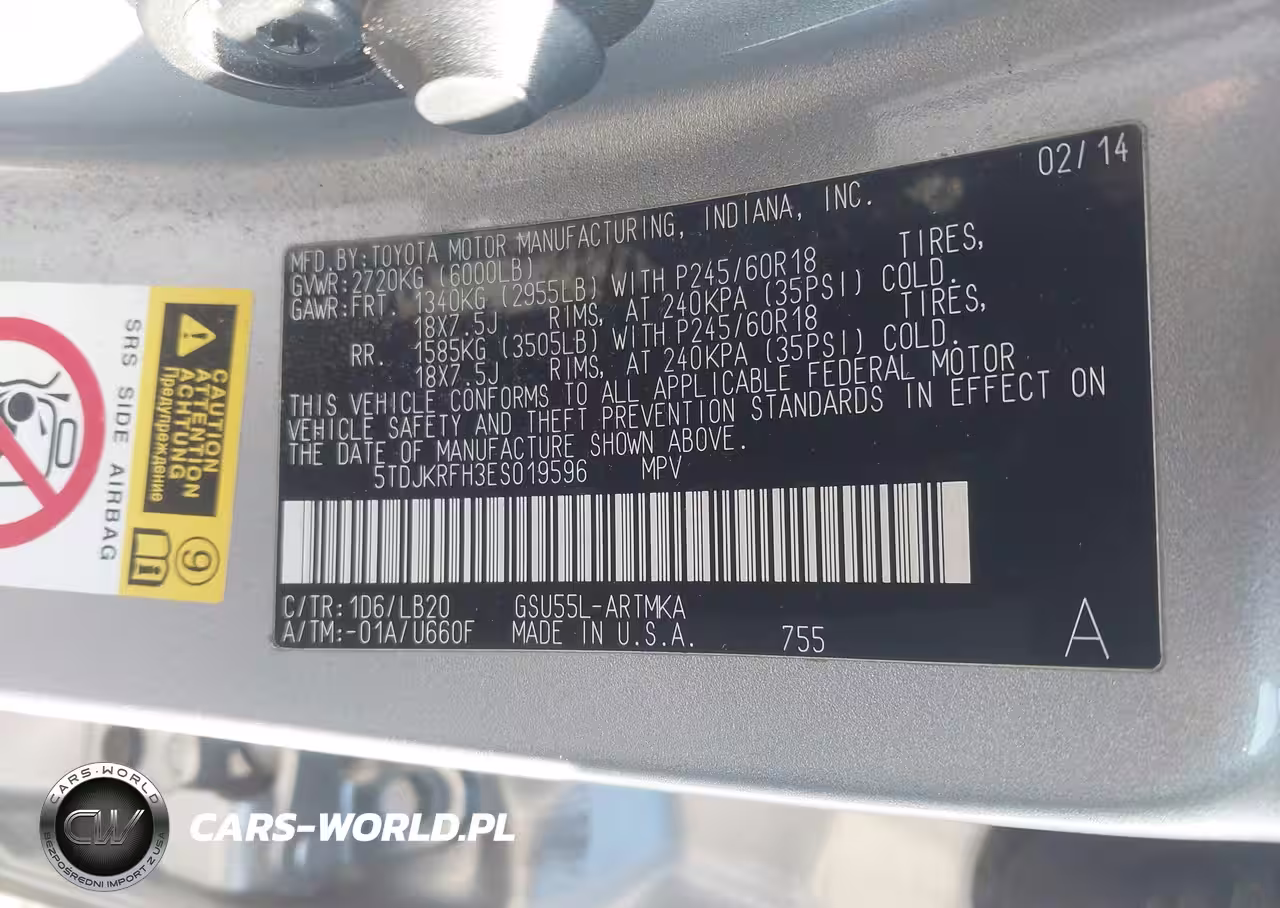 02/14
MFD. BY: TOYOTA MOTOR MANUFACTURING, INDIANA, INC.
GVWR: 2720KG (6000LB)
GAWR: FRT. 1340KG (2955LB) WITH P245/60R18 TIRES,
18X7.5J RIMS, AT 240KPA (35PSI) COLD.
RR. 1585KG (3505LB) WITH P245/60R18 TIRES,
18X7.5J RIMS, AT 240KPA (35PSI) COLD.
THIS VEHICLE CONFORMS TO ALL APPLICABLE FEDERAL MOTOR
VEHICLE SAFETY AND THEFT PREVENTION STANDARDS IN EFFECT ON
THE DATE OF MANUFACTURE SHOWN ABOVE.
5TDJKRFH3ES019596 MPV
C/TR: 1D6/LB20 GSU55L-ARTMKA
A/TM: -01A/U660F MADE IN U.S.A. 755 A
CAUTION
ATTENTION
ACHTUNG
Предупреждение
SRS SIDE AIRBAG
9
CARS-WORLD
CW
BEZPOŚREDNI IMPORT Z USA
CARS-WORLD.PL